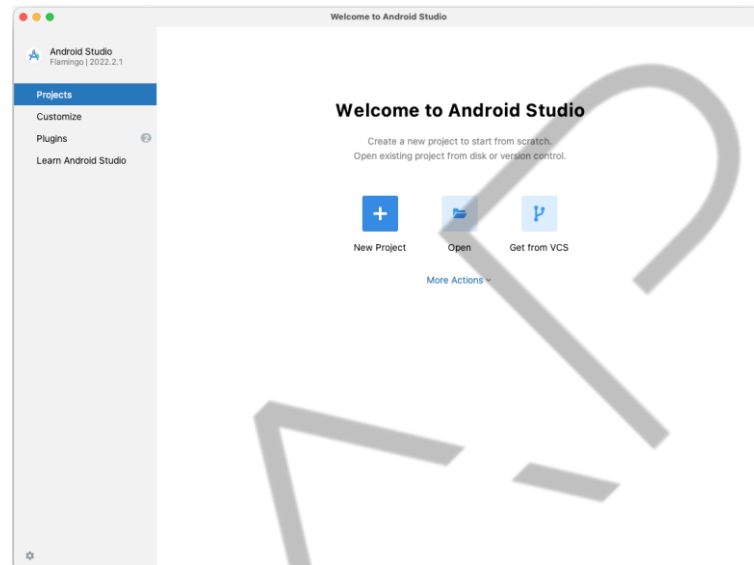 Welcome to Android Studio
Android Studio
Flamingo | 2022.2.1
Projects
Customize
Plugins 2
Learn Android Studio
Welcome to Android Studio
Create a new project to start from scratch.
Open existing project from disk or version control.
New Project Open Get from VCS
More Actions